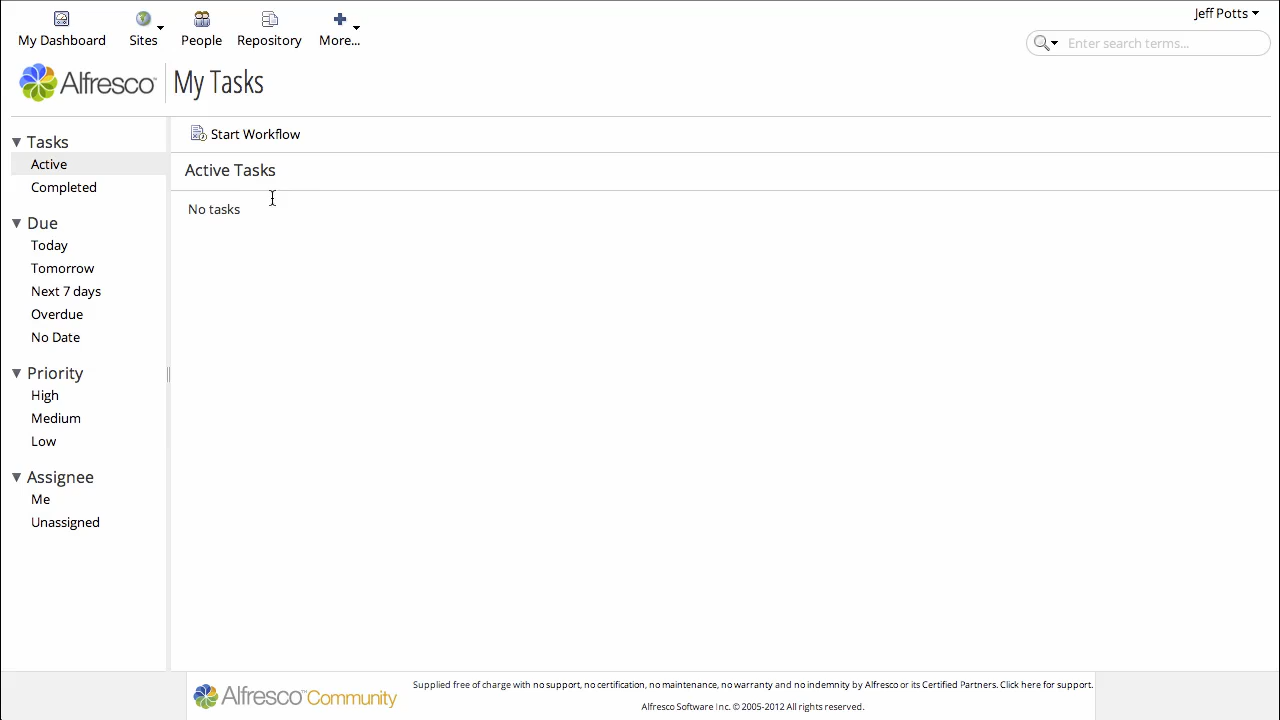 My Dashboard
Sites
People
Repository
More...
Jeff Potts
Enter search terms...
Alfresco™
My Tasks
Tasks
Active
Completed
Due
Today
Tomorrow
Next 7 days
Overdue
No Date
Priority
High
Medium
Low
Assignee
Me
Unassigned
Start Workflow
Active Tasks
No tasks
Alfresco™ Community
Supplied free of charge with no support, no certification, no maintenance, no warranty and no indemnity by Alfresco or its Certified Partners. Click here for support.
Alfresco Software Inc. © 2005-2012 All rights reserved.